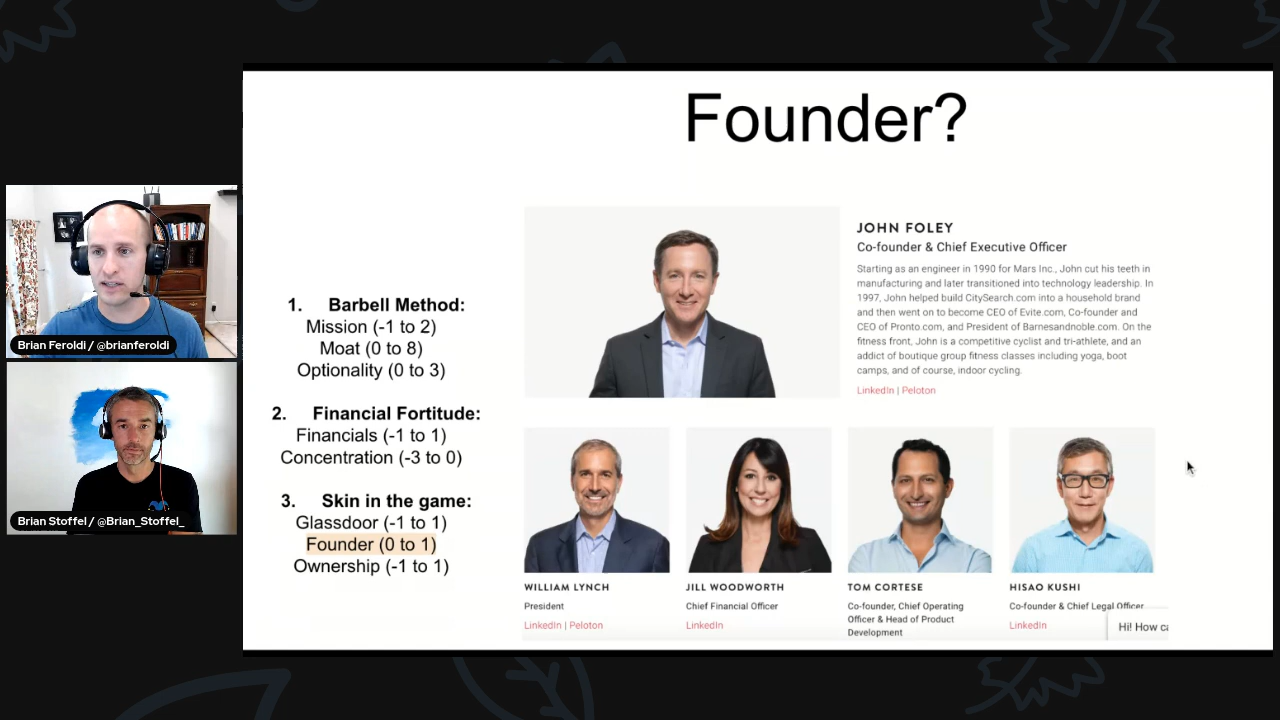 Founder?
Brian Feroldi / @brianferoldi
Brian Stoffel / @Brian_Stoffel_
1. Barbell Method:
Mission (-1 to 2)
Moat (0 to 8)
Optionality (0 to 3)
2. Financial Fortitude:
Financials (-1 to 1)
Concentration (-3 to 0)
3. Skin in the game:
Glassdoor (-1 to 1)
Founder (0 to 1)
Ownership (-1 to 1)
JOHN FOLEY
Co-founder & Chief Executive Officer
Starting as an engineer in 1990 for Mars Inc., John cut his teeth in
manufacturing and later transitioned into technology leadership. In
1997, John helped build CitySearch.com into a household brand
and then went on to become CEO of Evite.com, Co-founder and
CEO of Pronto.com, and President of Barnesandnoble.com. On the
fitness front, John is a competitive cyclist and tri-athlete, and an
addict of boutique group fitness classes including yoga, boot
camps, and of course, indoor cycling.
LinkedIn | Peloton
WILLIAM LYNCH
President
LinkedIn | Peloton
JILL WOODWORTH
Chief Financial Officer
LinkedIn
TOM CORTESE
Co-founder, Chief Operating
Officer & Head of Product
Development
HISAO KUSHI
Co-founder & Chief Legal Officer
LinkedIn
Hi! How ca